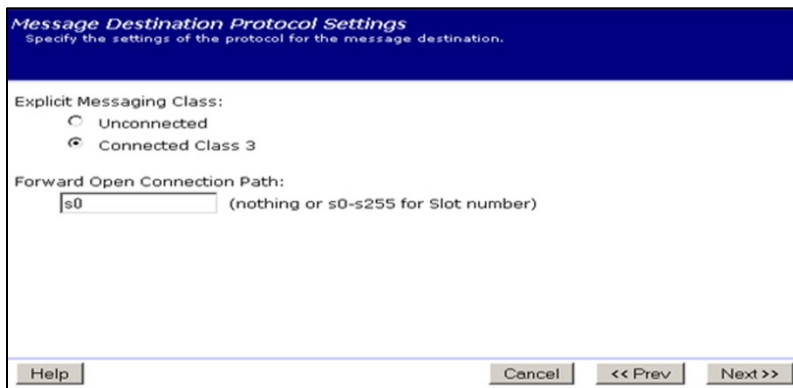 Message Destination Protocol Settings
Specify the settings of the protocol for the message destination.
Explicit Messaging Class:
Unconnected
Connected Class 3
Forward Open Connection Path:
s0 (nothing or s0-s255 for Slot number)
Help Cancel << Prev Next >>